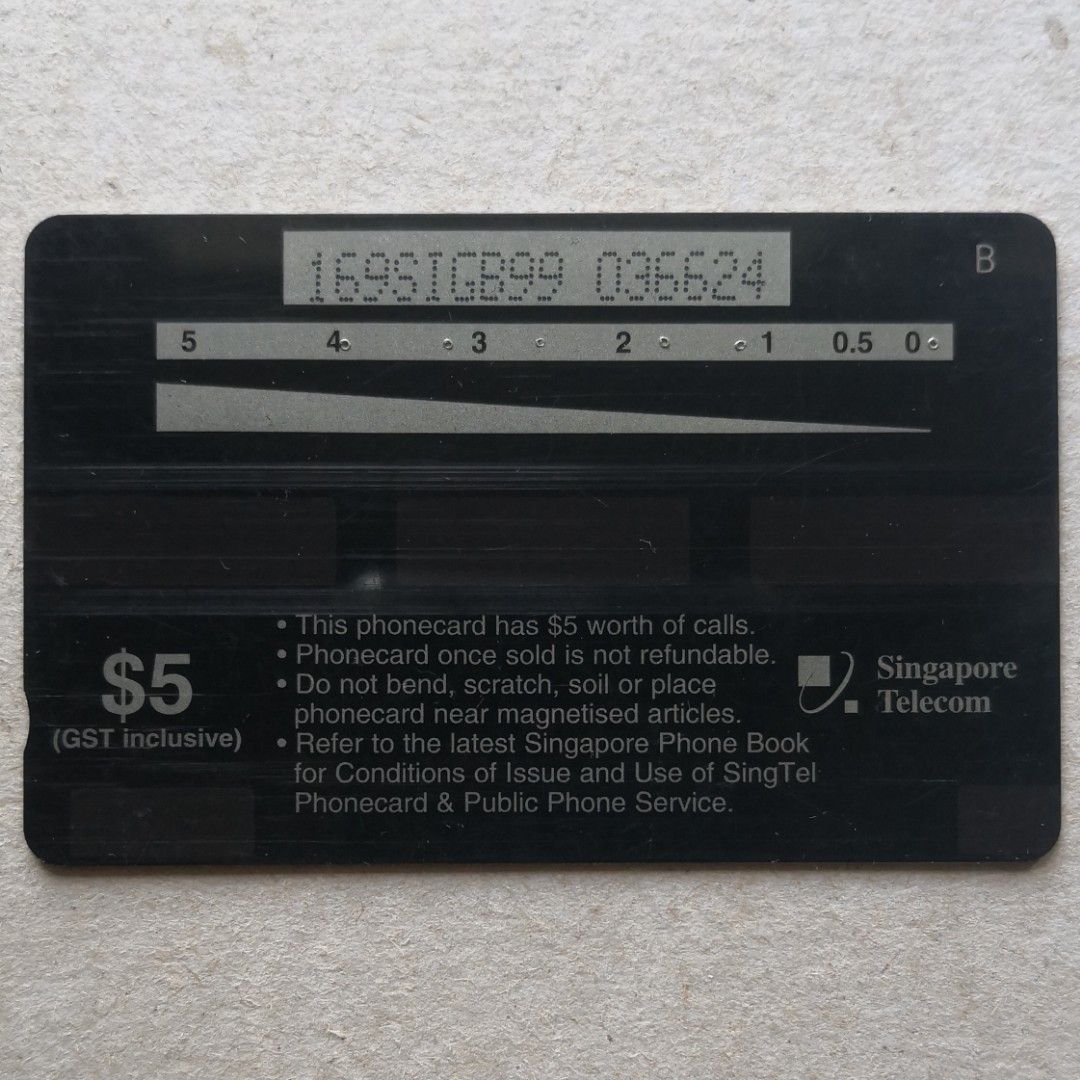 169SIGB99 036624
B
5 4 3 2 1 0.5 0
• This phonecard has $5 worth of calls.
• Phonecard once sold is not refundable.
• Do not bend, scratch, soil or place
phonecard near magnetised articles.
• Refer to the latest Singapore Phone Book
for Conditions of Issue and Use of SingTel
Phonecard & Public Phone Service.
$5
(GST inclusive)
Singapore
Telecom